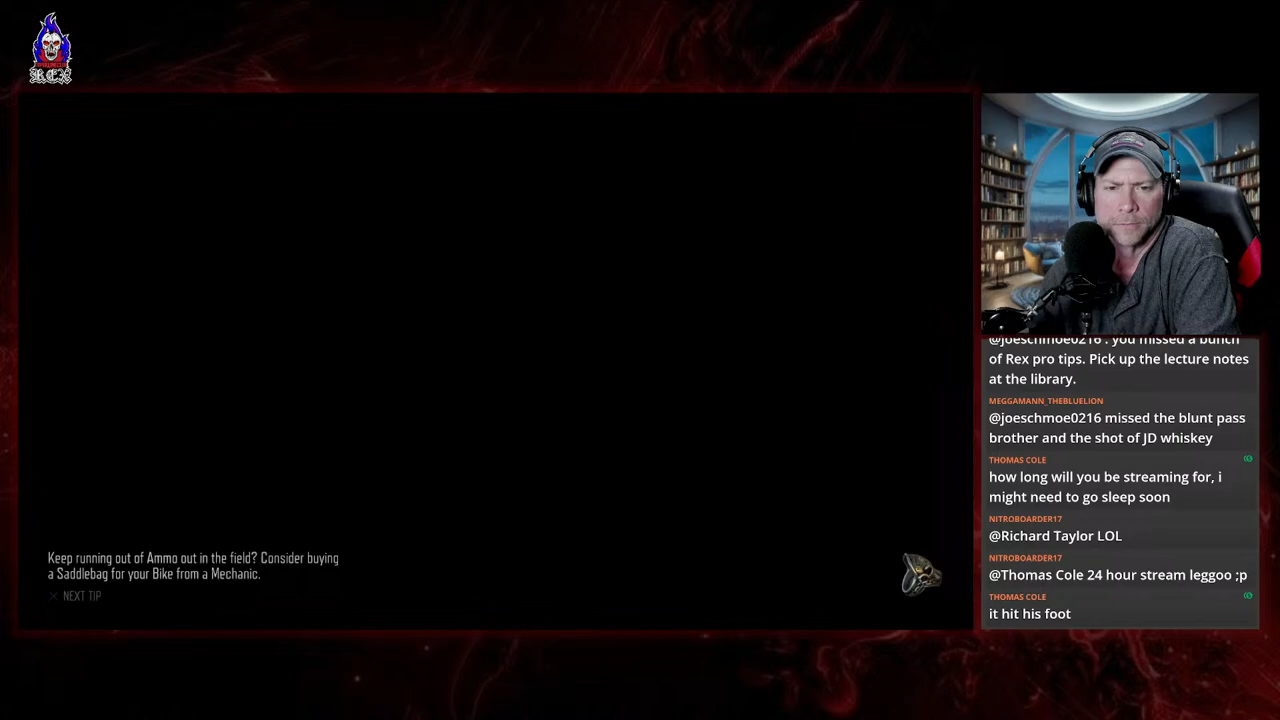 REX
Keep running out of Ammo out in the field? Consider buying
a Saddlebag for your Bike from a Mechanic.
NEXT TIP
@joeschmoe0216 . you missed a bunch
of Rex pro tips. Pick up the lecture notes
at the library.
MEGGAMANN_THEBLUELION
@joeschmoe0216 missed the blunt pass
brother and the shot of JD whiskey
THOMAS COLE
how long will you be streaming for, i
might need to go sleep soon
NITROBOARDER17
@Richard Taylor LOL
NITROBOARDER17
@Thomas Cole 24 hour stream leggoo ;p
THOMAS COLE
it hit his foot